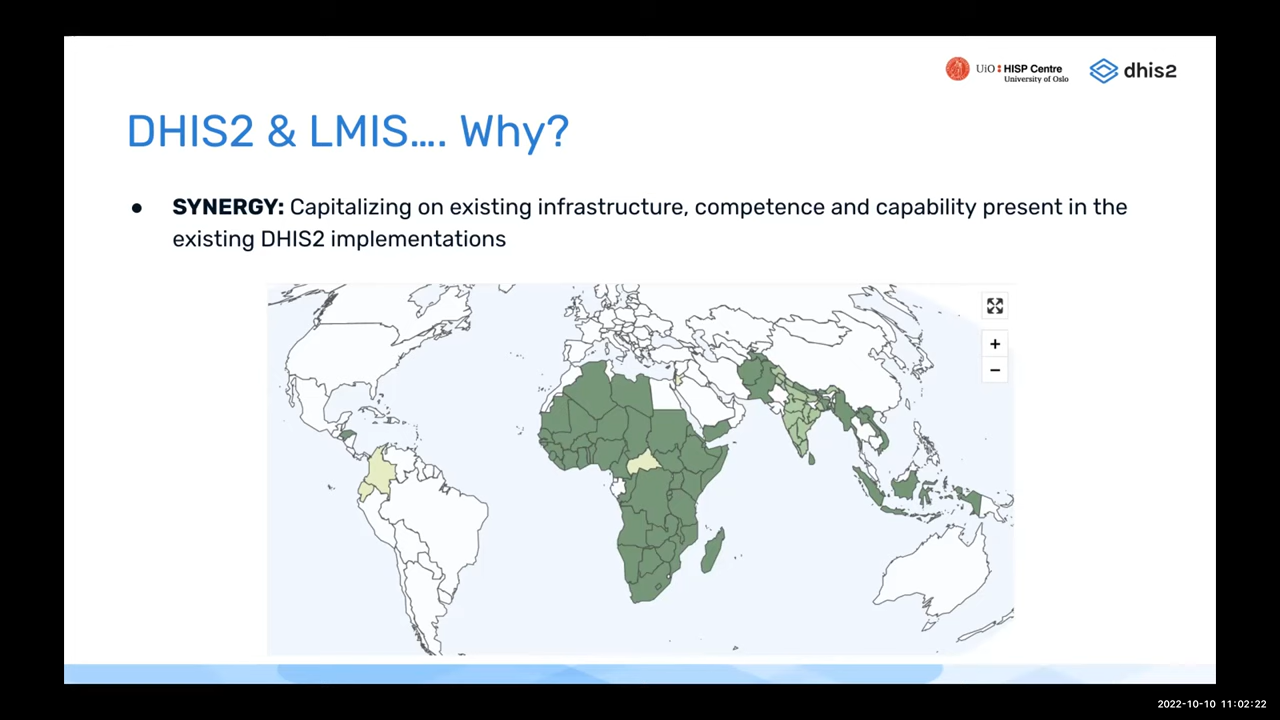 UiO: HISP Centre
University of Oslo
dhis2
DHIS2 & LMIS.... Why?
● SYNERGY: Capitalizing on existing infrastructure, competence and capability present in the
existing DHIS2 implementations
+
−
2022-10-10 11:02:22